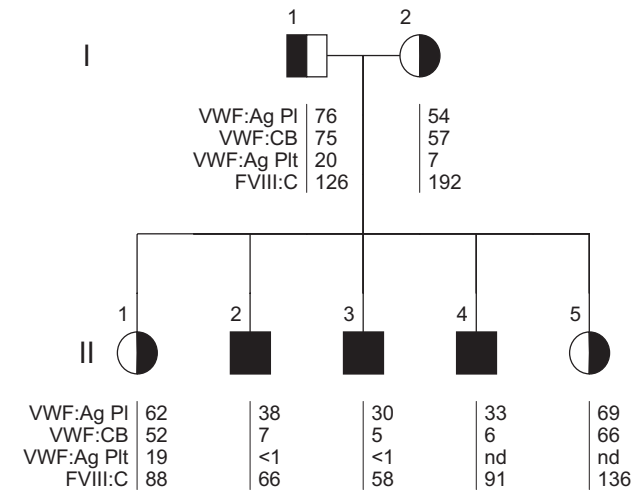 1 2
I
VWF:Ag Pl 76 54
VWF:CB 75 57
VWF:Ag Plt 20 7
FVIII:C 126 192
1 2 3 4 5
II
VWF:Ag Pl 62 38 30 33 69
VWF:CB 52 7 5 6 66
VWF:Ag Plt 19 <1 <1 nd nd
FVIII:C 88 66 58 91 136